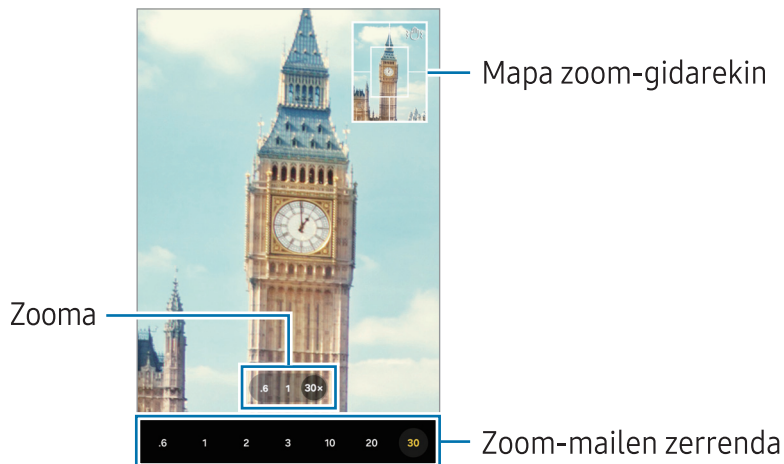 Mapa zoom-gidarekin
Zooma
.6 1 30×
.6 1 2 3 10 20 30
Zoom-mailen zerrenda